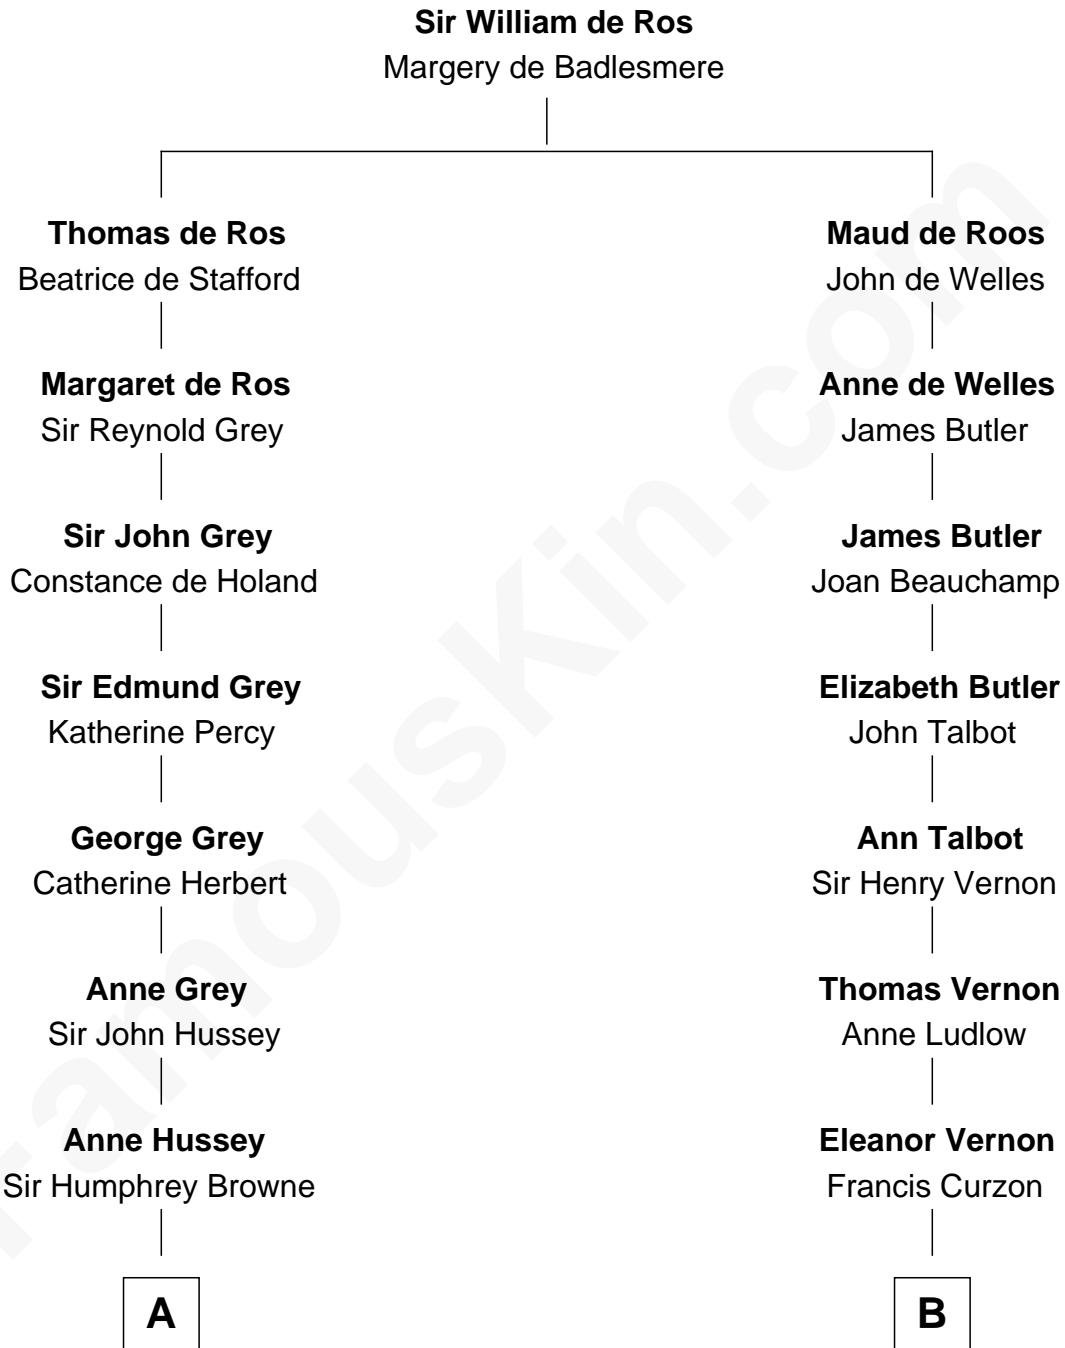 Sir William de Ros
Margery de Badlesmere
Thomas de Ros
Beatrice de Stafford
Maud de Roos
John de Welles
Margaret de Ros
Sir Reynold Grey
Anne de Welles
James Butler
Sir John Grey
Constance de Holand
James Butler
Joan Beauchamp
Sir Edmund Grey
Katherine Percy
Elizabeth Butler
John Talbot
George Grey
Catherine Herbert
Ann Talbot
Sir Henry Vernon
Anne Grey
Sir John Hussey
Thomas Vernon
Anne Ludlow
Anne Hussey
Sir Humphrey Browne
Eleanor Vernon
Francis Curzon
A
B
FamousKin.com